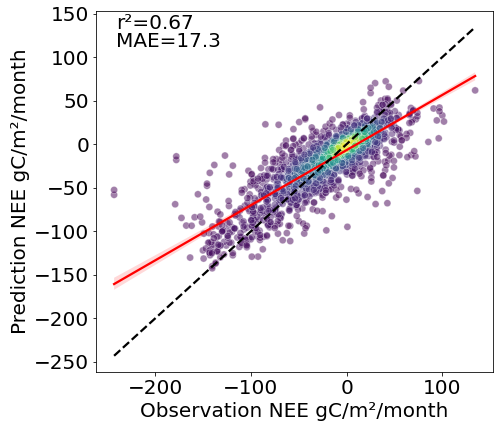 r²=0.67
MAE=17.3
150
100
50
0
−50
−100
−150
−200
−250
Prediction NEE gC/m²/month
−200 −100 0 100
Observation NEE gC/m²/month